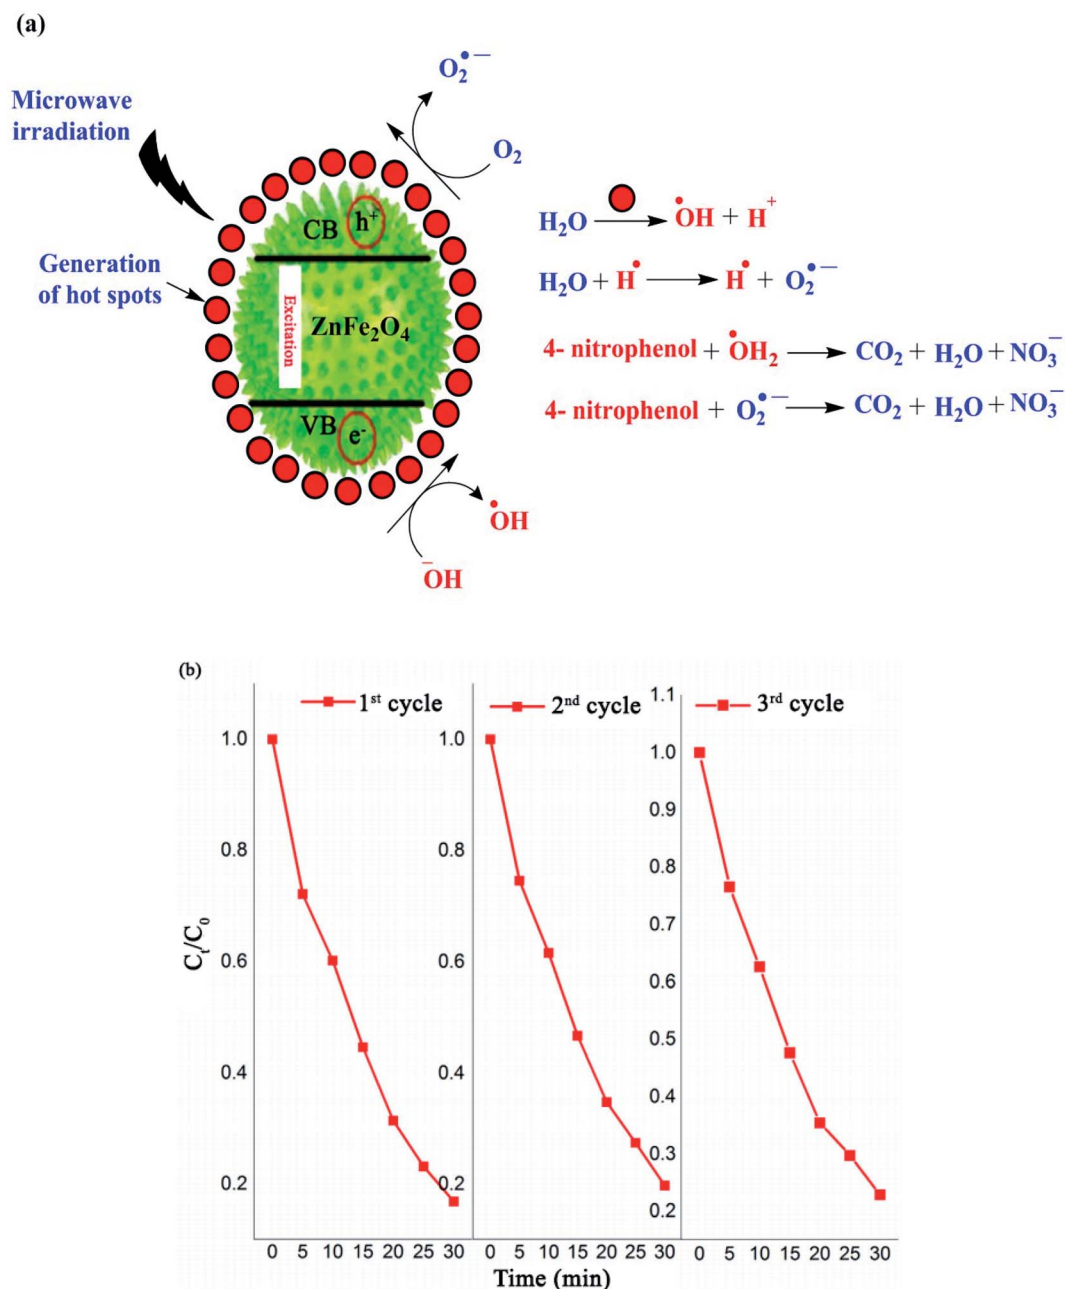 (a)
O₂•⁻
Microwave
irradiation
O₂
CB h⁺
H₂O → •OH + H⁺
Generation
of hot spots
H₂O + H• → H• + O₂•⁻
Excitation
ZnFe₂O₄
4- nitrophenol + •OH₂ → CO₂ + H₂O + NO₃⁻
4- nitrophenol + O₂•⁻ → CO₂ + H₂O + NO₃⁻
VB e⁻
•OH
⁻OH
(b)
1st cycle
2nd cycle
3rd cycle
Cₜ/C₀
1.0
0.8
0.6
0.4
0.2
1.0
0.8
0.6
0.4
0.2
1.1
1.0
0.9
0.8
0.7
0.6
0.5
0.4
0.3
0.2
0 5 10 15 20 25 30
0 5 10 15 20 25 30
0 5 10 15 20 25 30
Time (min)